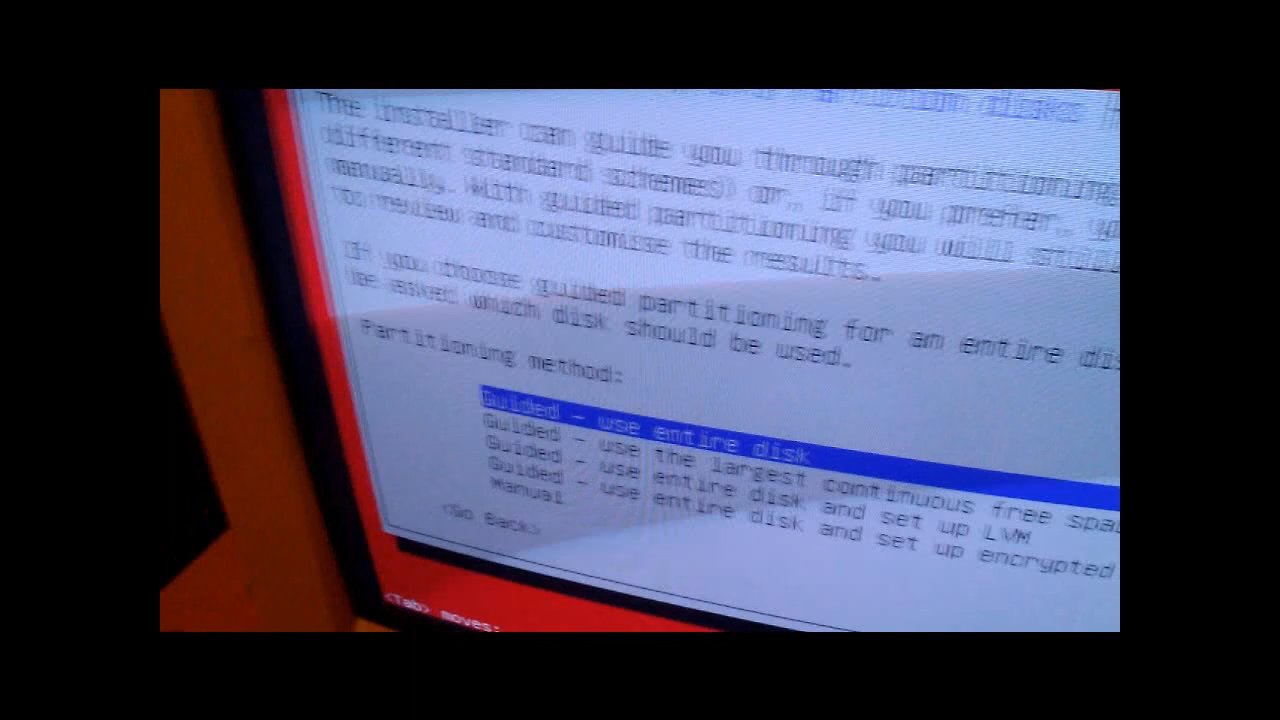 partition disks
The installer can guide you through partitioning
different standard schemes) or, if you prefer, yo
manually. With guided partitioning you will still
to review and customise the results.
If you choose guided partitioning for an entire dis
be asked which disk should be used.
Partitioning method:
Guided - use entire disk
Guided - use the largest continuous free spa
Guided - use entire disk and set up LVM
Guided - use entire disk and set up encrypted
Manual
<Go Back>
<Tab> moves;